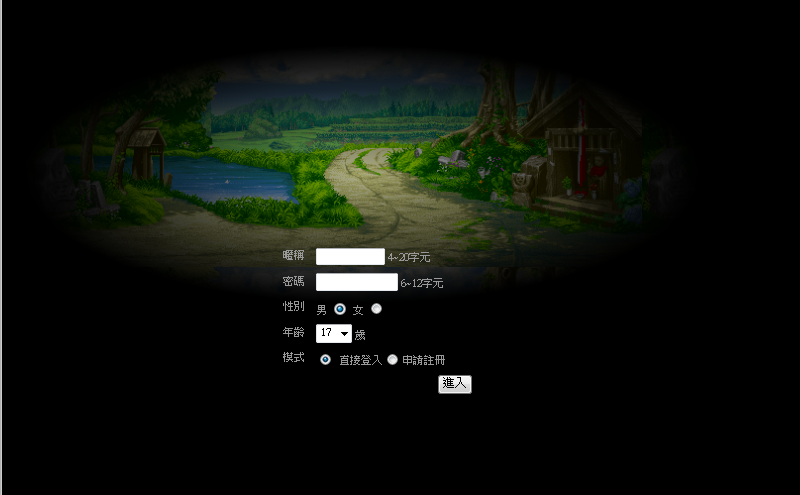 暱稱 4~20字元
密碼 6~12字元
性別 男 女
年齡 17 歲
模式 直接登入 申請註冊
進入